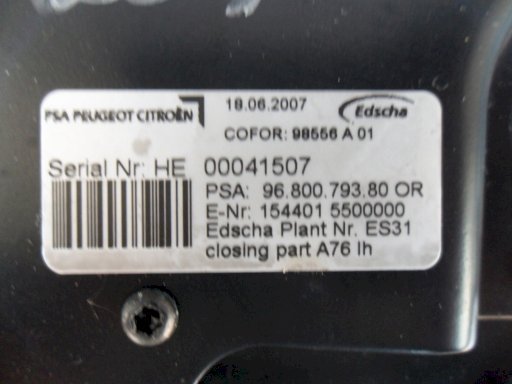 PSA PEUGEOT CITROËN
18.06.2007
Edscha
COFOR: 98556 A 01
Serial Nr: HE 00041507
PSA: 96.800.793.80 OR
E-Nr: 154401 5500000
Edscha Plant Nr. ES31
closing part A76 lh